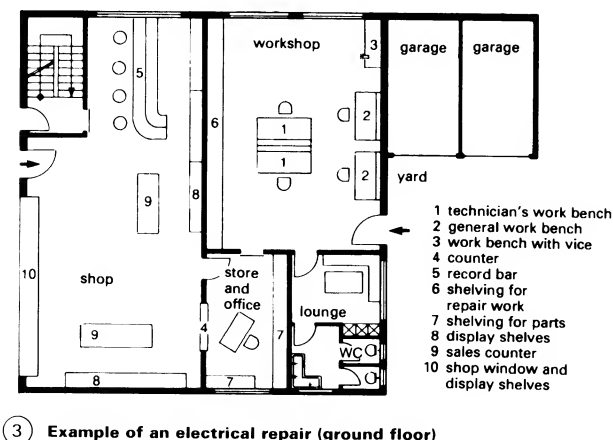 workshop
3
garage
garage
5
6
1
1
2
2
8
9
yard
10
shop
store
and
office
lounge
4
9
7
WC
8
7
1 technician's work bench
2 general work bench
3 work bench with vice
4 counter
5 record bar
6 shelving for
repair work
7 shelving for parts
8 display shelves
9 sales counter
10 shop window and
display shelves
3 Example of an electrical repair (ground floor)